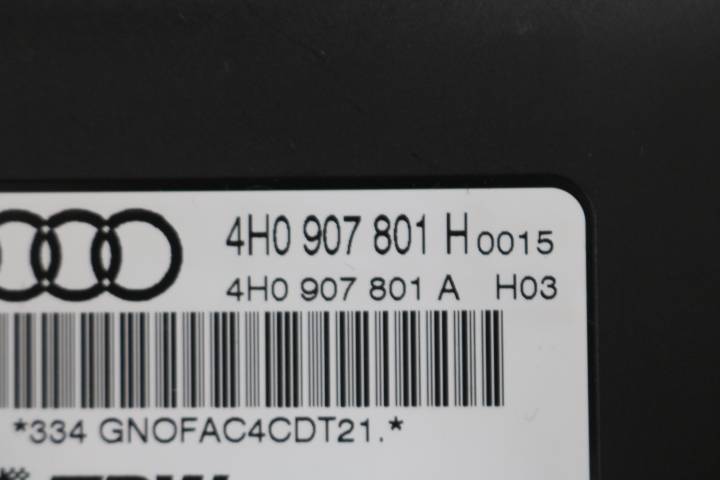 4H0 907 801 H 0015
4H0 907 801 A H03
*334 GNOFAC4CDT21.*